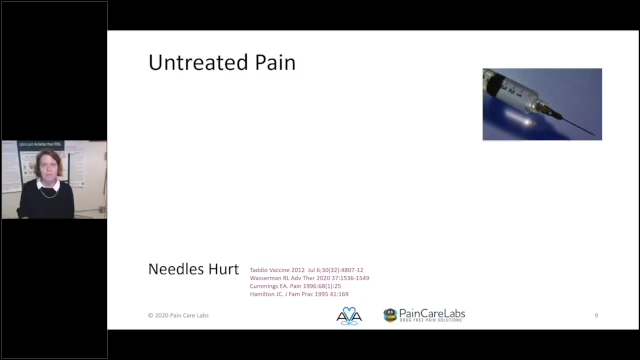 Untreated Pain
Needles Hurt
Taddio Vaccine 2012 Jul 6;30(32):4807-12
Wasserman RL Adv Ther 2020 37:1536-1549
Cummings EA. Pain 1996:68(1):25
Hamilton JC. J Fam Prac 1995 41:169
© 2020 Pain Care Labs
AVA
PainCareLabs
DRUG FREE PAIN SOLUTIONS
9